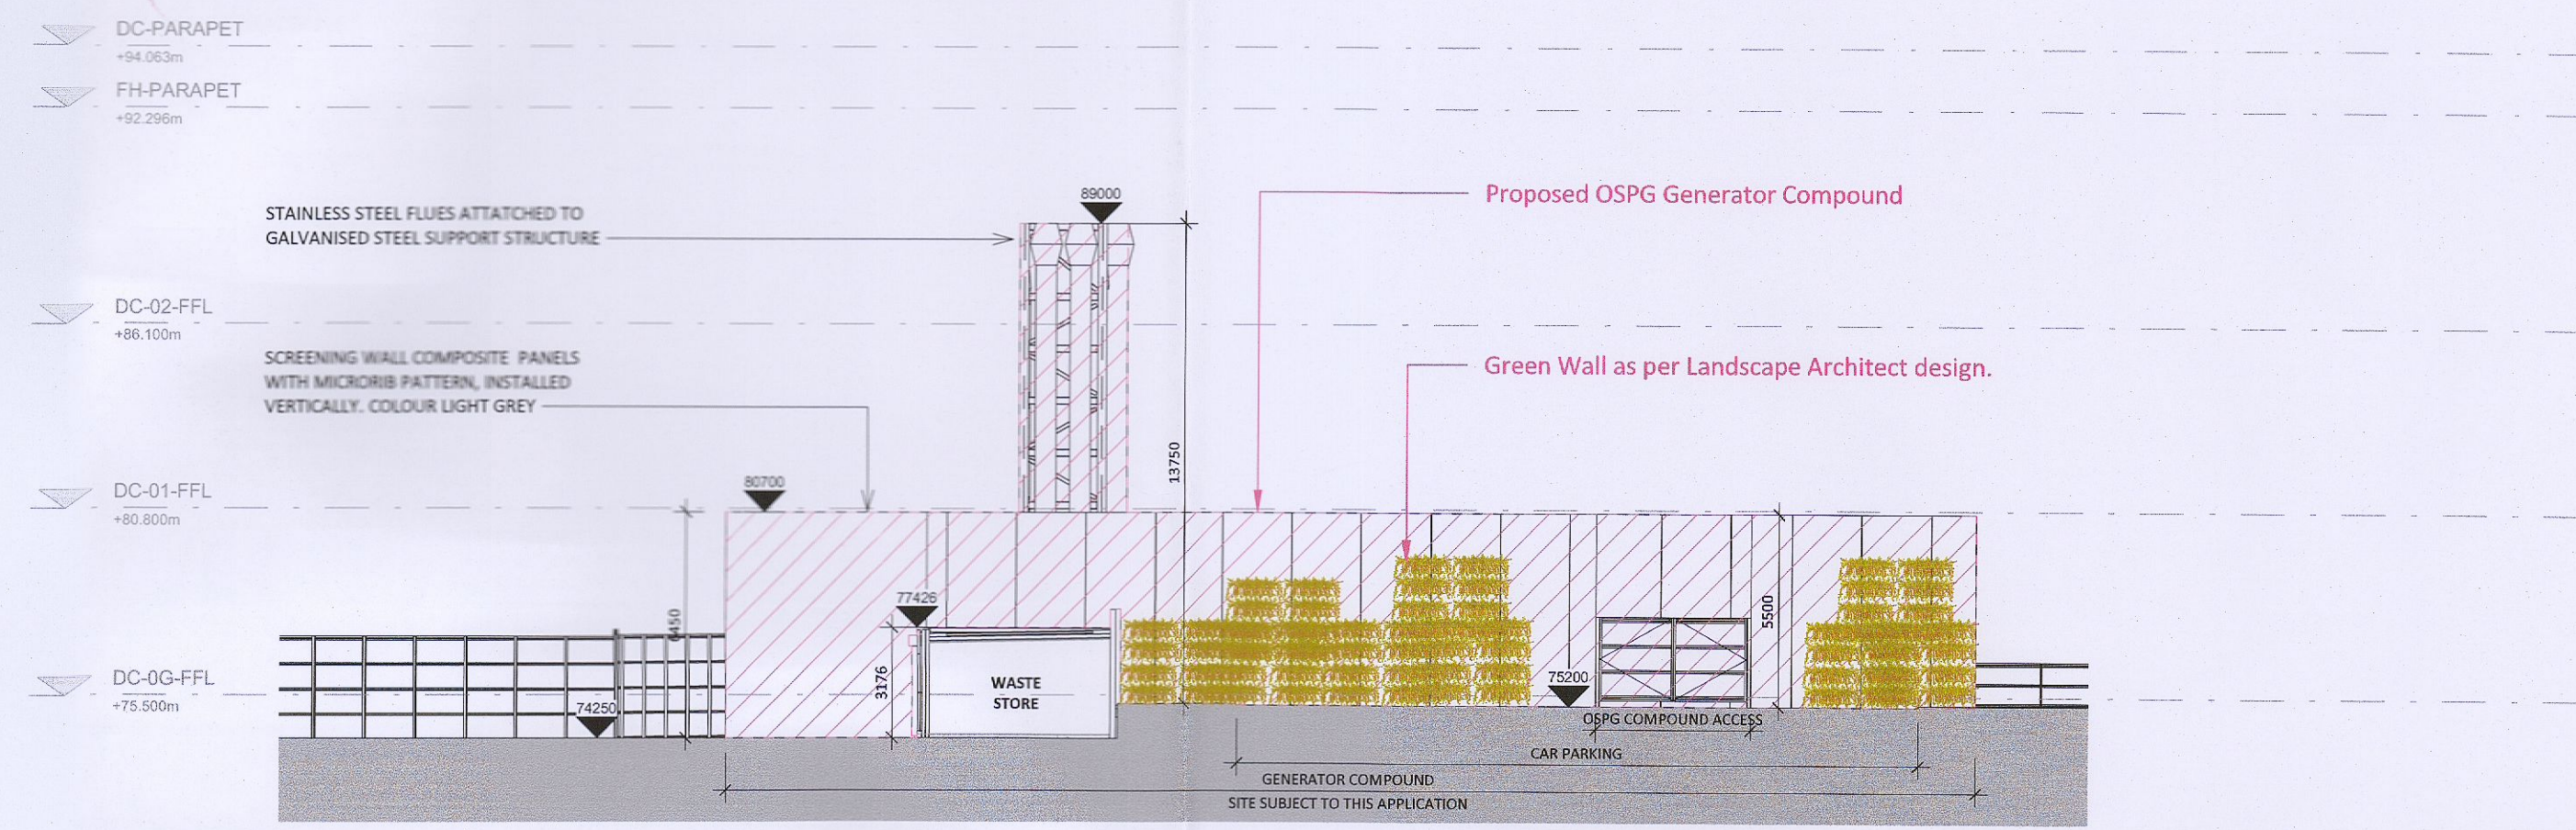 DC-PARAPET
+94.063m
FH-PARAPET
+92.296m
89000
Proposed OSPG Generator Compound
STAINLESS STEEL FLUES ATTATCHED TO
GALVANISED STEEL SUPPORT STRUCTURE
DC-02-FFL
+86.100m
SCREENING WALL COMPOSITE PANELS
WITH MICRORIB PATTERN, INSTALLED
VERTICALLY. COLOUR LIGHT GREY
Green Wall as per Landscape Architect design.
13750
80700
DC-01-FFL
+80.800m
77426
6450
5500
DC-0G-FFL
+75.500m
3176
WASTE
STORE
75200
74250
OSPG COMPOUND ACCESS
CAR PARKING
GENERATOR COMPOUND
SITE SUBJECT TO THIS APPLICATION